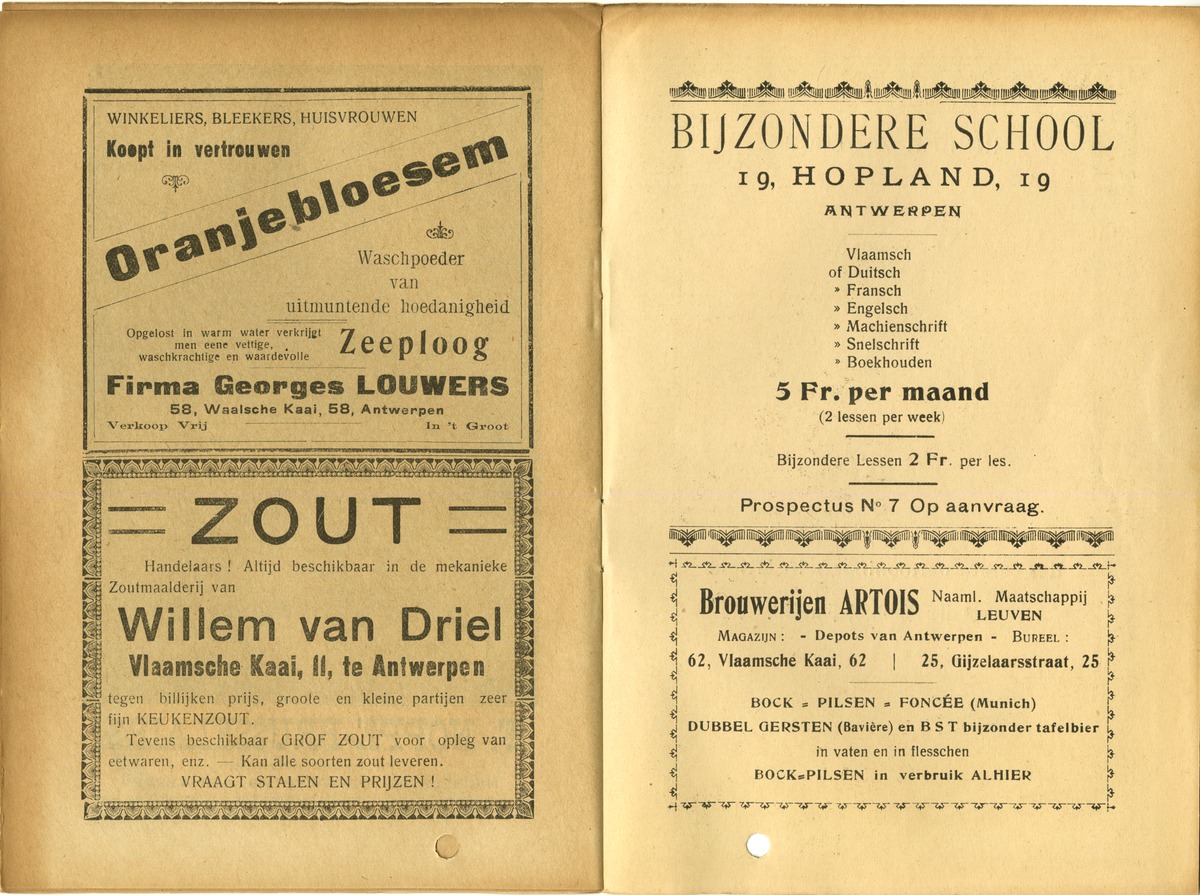 WINKELIERS, BLEEKERS, HUISVROUWEN
Koopt in vertrouwen
Oranjebloesem
Waschpoeder
van
uitmuntende hoedanigheid
Opgelost in warm water verkrijgt
men eene vettige,
waschkrachtige en waardevolle
Zeeploog
Firma Georges LOUWERS
58, Waalsche Kaai, 58, Antwerpen
Verkoop Vrij In 't Groot
ZOUT
Handelaars ! Altijd beschikbaar in de mekanieke
Zoutmaalderij van
Willem van Driel
Vlaamsche Kaai, 11, te Antwerpen
tegen billijken prijs, groote en kleine partijen zeer
fijn KEUKENZOUT.
Tevens beschikbaar GROF ZOUT voor opleg van
eetwaren, enz. — Kan alle soorten zout leveren.
VRAAGT STALEN EN PRIJZEN !
BIJZONDERE SCHOOL
19, HOPLAND, 19
ANTWERPEN
Vlaamsch
of Duitsch
» Fransch
» Engelsch
» Machienschrift
» Snelschrift
» Boekhouden
5 Fr. per maand
(2 lessen per week)
Bijzondere Lessen 2 Fr. per les.
Prospectus No 7 Op aanvraag.
Brouwerijen ARTOIS Naaml. Maatschappij
LEUVEN
MAGAZIJN : - Depots van Antwerpen - BUREEL :
62, Vlaamsche Kaai, 62 | 25, Gijzelaarsstraat, 25
BOCK = PILSEN = FONCÉE (Munich)
DUBBEL GERSTEN (Bavière) en B S T bijzonder tafelbier
in vaten en in flesschen
BOCK=PILSEN in verbruik ALHIER